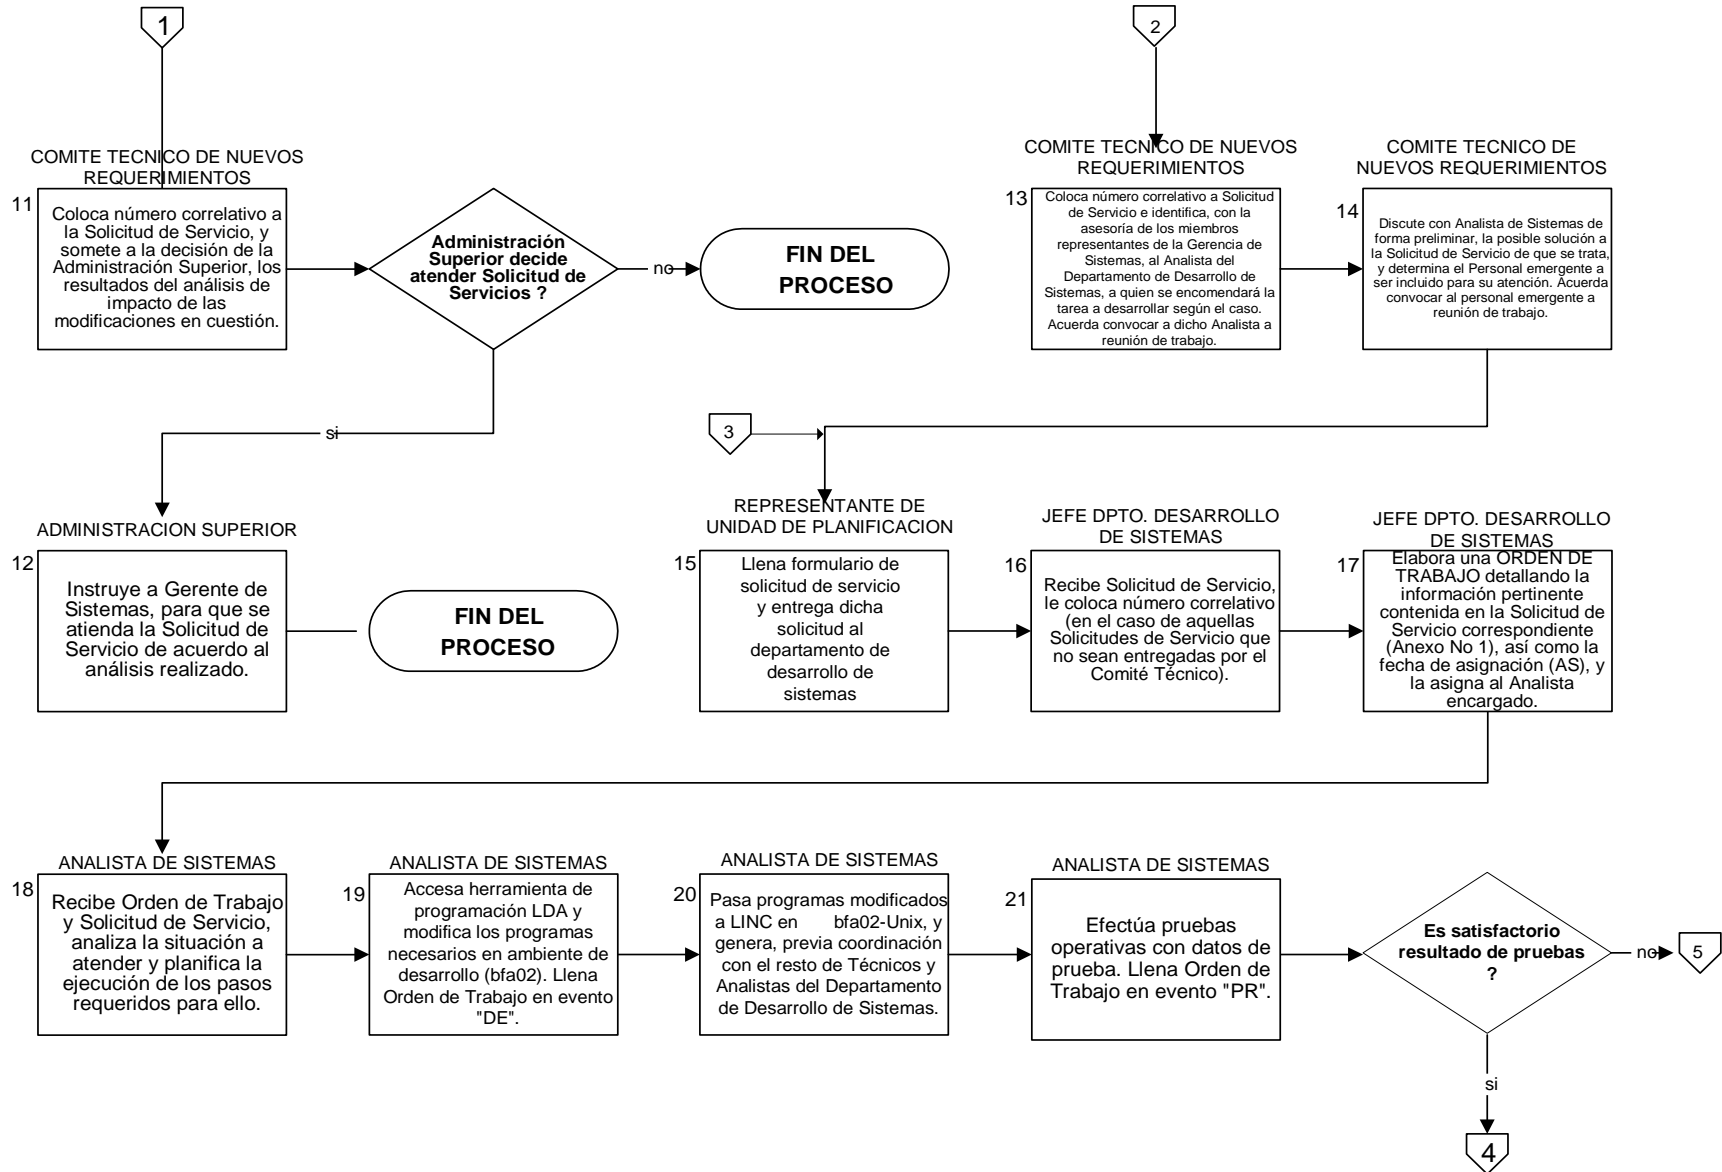 1
COMITE TECNICO DE NUEVOS
REQUERIMIENTOS
11
Coloca número correlativo a
la Solicitud de Servicio, y
somete a la decisión de la
Administración Superior, los
resultados del análisis de
impacto de las
modificaciones en cuestión.
Administración
Superior decide
atender Solicitud de
Servicios ?
no
FIN DEL
PROCESO
si
2
COMITE TECNICO DE NUEVOS
REQUERIMIENTOS
13
Coloca número correlativo a Solicitud
de Servicio e identifica, con la
asesoría de los miembros
representantes de la Gerencia de
Sistemas, al Analista del
Departamento de Desarrollo de
Sistemas, a quien se encomendará la
tarea a desarrollar según el caso.
Acuerda convocar a dicho Analista a
reunión de trabajo.
COMITE TECNICO DE
NUEVOS REQUERIMIENTOS
14
Discute con Analista de Sistemas de
forma preliminar, la posible solución a
la Solicitud de Servicio de que se trata,
y determina el Personal emergente a
ser incluido para su atención. Acuerda
convocar al personal emergente a
reunión de trabajo.
ADMINISTRACION SUPERIOR
12
Instruye a Gerente de
Sistemas, para que se
atienda la Solicitud de
Servicio de acuerdo al
análisis realizado.
FIN DEL
PROCESO
3
REPRESENTANTE DE
UNIDAD DE PLANIFICACION
15
Llena formulario de
solicitud de servicio
y entrega dicha
solicitud al
departamento de
desarrollo de
sistemas
JEFE DPTO. DESARROLLO
DE SISTEMAS
16
Recibe Solicitud de Servicio,
le coloca número correlativo
(en el caso de aquellas
Solicitudes de Servicio que
no sean entregadas por el
Comité Técnico).
JEFE DPTO. DESARROLLO
DE SISTEMAS
17
Elabora una ORDEN DE
TRABAJO detallando la
información pertinente
contenida en la Solicitud de
Servicio correspondiente
(Anexo No 1), así como la
fecha de asignación (AS), y
la asigna al Analista
encargado.
ANALISTA DE SISTEMAS
18
Recibe Orden de Trabajo
y Solicitud de Servicio,
analiza la situación a
atender y planifica la
ejecución de los pasos
requeridos para ello.
ANALISTA DE SISTEMAS
19
Accesa herramienta de
programación LDA y
modifica los programas
necesarios en ambiente de
desarrollo (bfa02). Llena
Orden de Trabajo en evento
"DE".
ANALISTA DE SISTEMAS
20
Pasa programas modificados
a LINC en bfa02-Unix, y
genera, previa coordinación
con el resto de Técnicos y
Analistas del Departamento
de Desarrollo de Sistemas.
ANALISTA DE SISTEMAS
21
Efectúa pruebas
operativas con datos de
prueba. Llena Orden de
Trabajo en evento "PR".
Es satisfactorio
resultado de pruebas
?
no
5
si
4